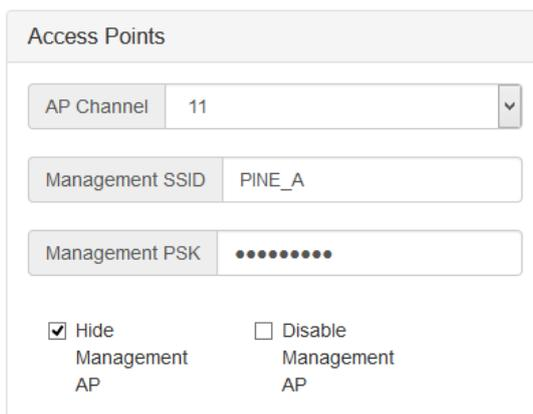 Access Points
AP Channel 11
Management SSID PINE_A
Management PSK •••••••••
Hide Management AP
Disable Management AP